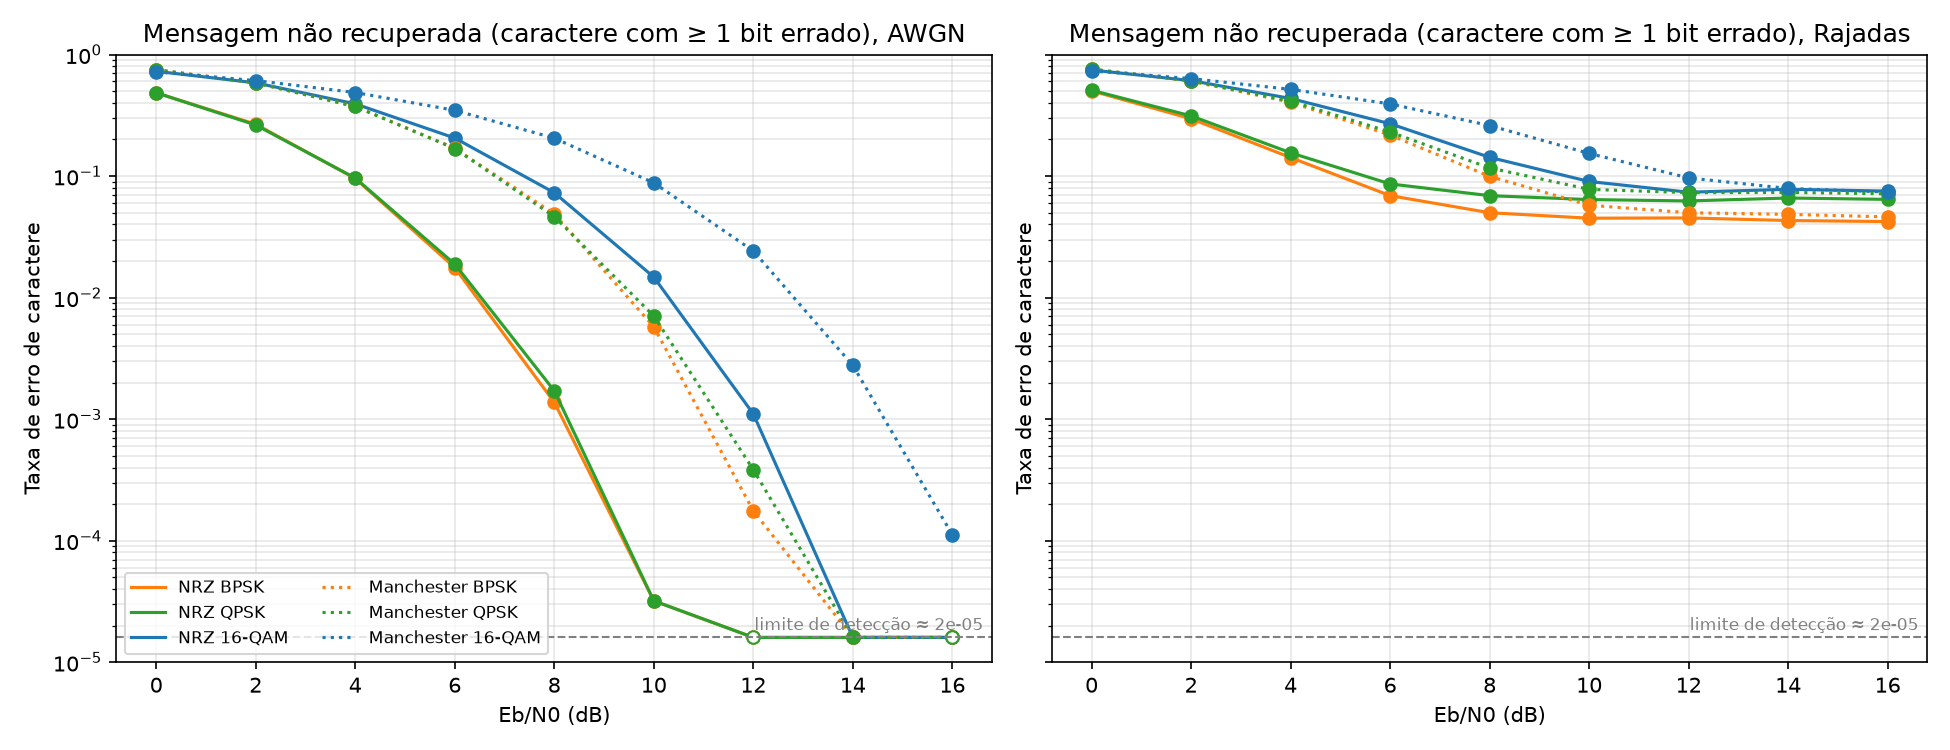 Mensagem não recuperada (caractere com ≥ 1 bit errado), AWGN
Taxa de erro de caractere
10⁰
10⁻¹
10⁻²
10⁻³
10⁻⁴
10⁻⁵
NRZ BPSK
NRZ QPSK
NRZ 16-QAM
Manchester BPSK
Manchester QPSK
Manchester 16-QAM
limite de detecção ≈ 2e-05
0 2 4 6 8 10 12 14 16
Eb/N0 (dB)
Mensagem não recuperada (caractere com ≥ 1 bit errado), Rajadas
Taxa de erro de caractere
limite de detecção ≈ 2e-05
0 2 4 6 8 10 12 14 16
Eb/N0 (dB)